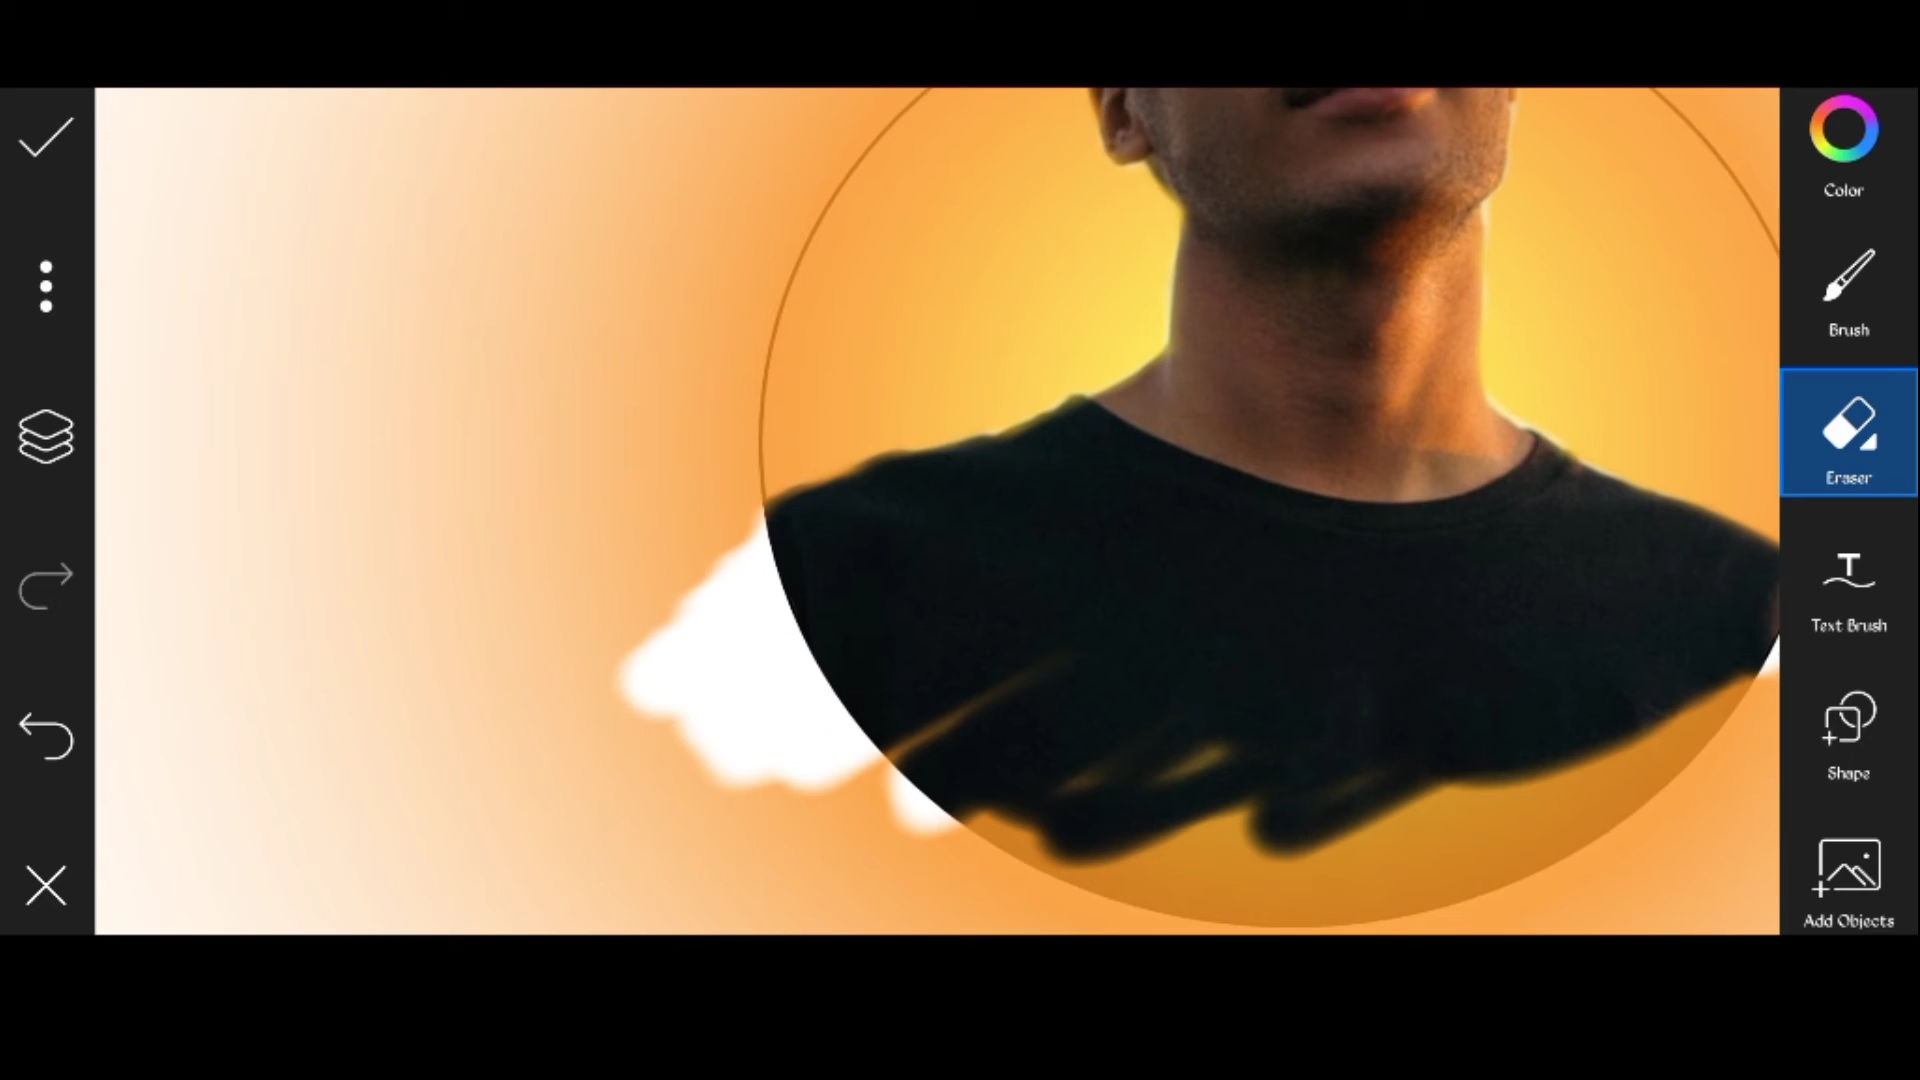 Color
Brush
Eraser
T
Text Brush
Shape
Add Objects